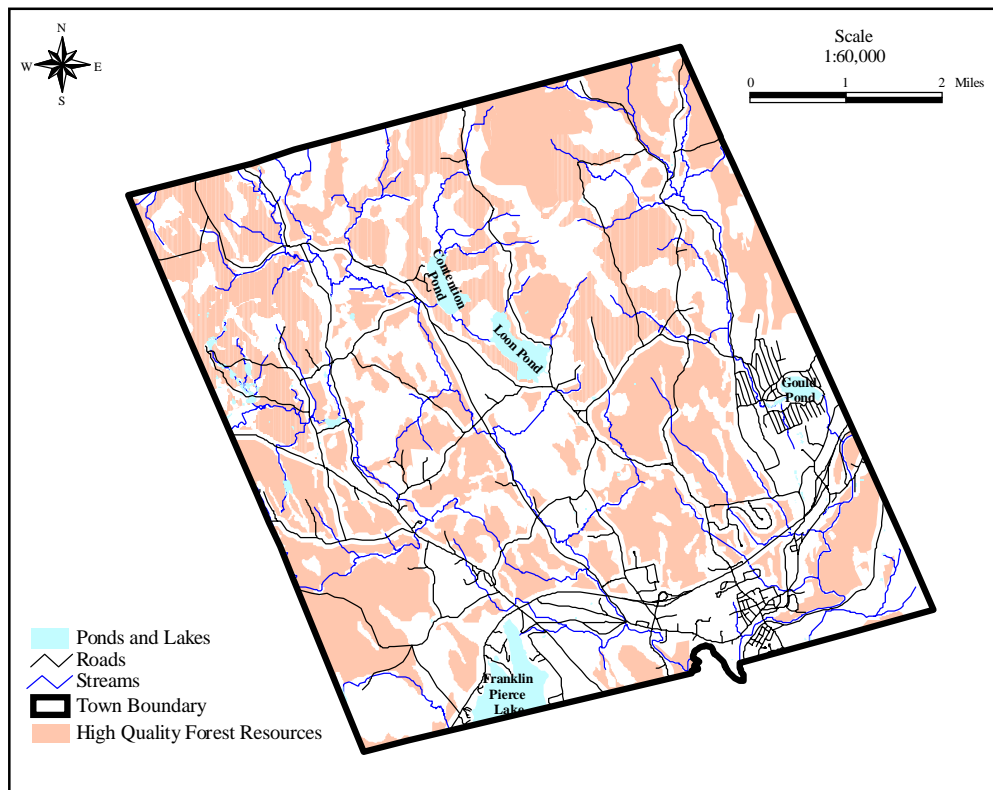 N
W E
S
Scale
1:60,000
0 1 2 Miles
Contention
Pond
Loon Pond
Gould
Pond
Franklin
Pierce
Lake
Ponds and Lakes
Roads
Streams
Town Boundary
High Quality Forest Resources